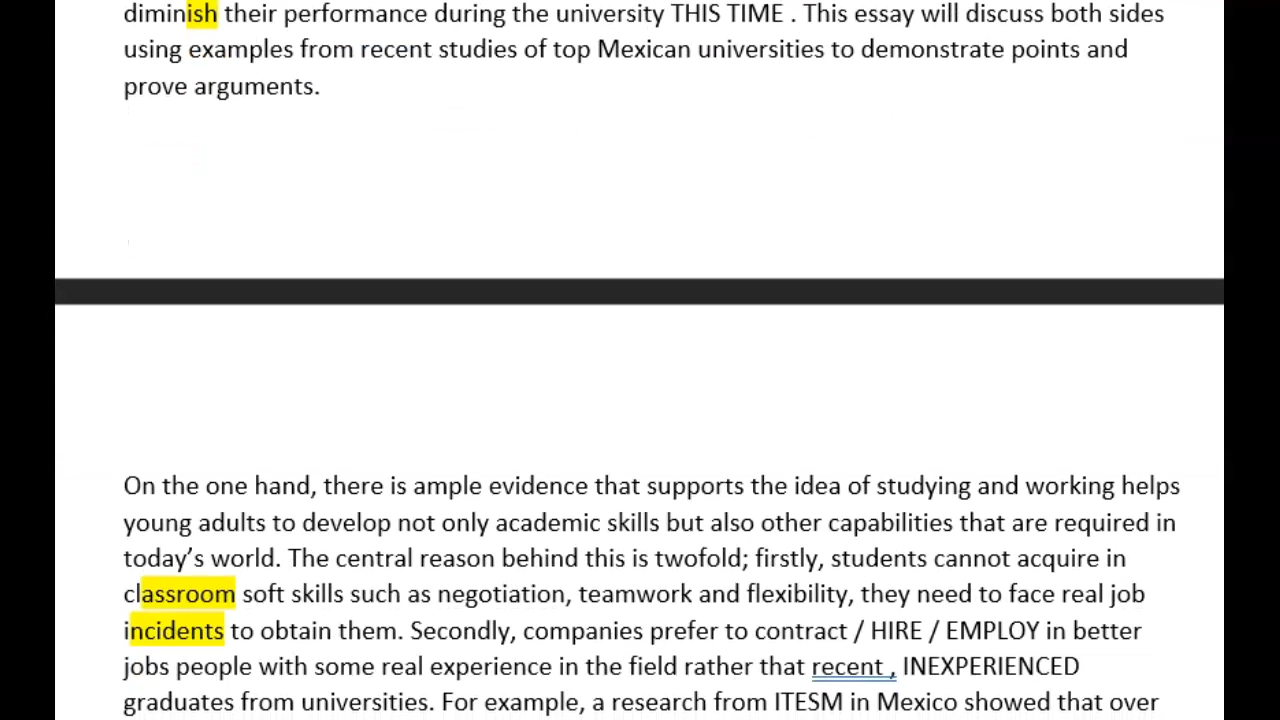 diminish their performance during the university THIS TIME . This essay will discuss both sides
using examples from recent studies of top Mexican universities to demonstrate points and
prove arguments.
On the one hand, there is ample evidence that supports the idea of studying and working helps
young adults to develop not only academic skills but also other capabilities that are required in
today’s world. The central reason behind this is twofold; firstly, students cannot acquire in
classroom soft skills such as negotiation, teamwork and flexibility, they need to face real job
incidents to obtain them. Secondly, companies prefer to contract / HIRE / EMPLOY in better
jobs people with some real experience in the field rather that recent , INEXPERIENCED
graduates from universities. For example, a research from ITESM in Mexico showed that over